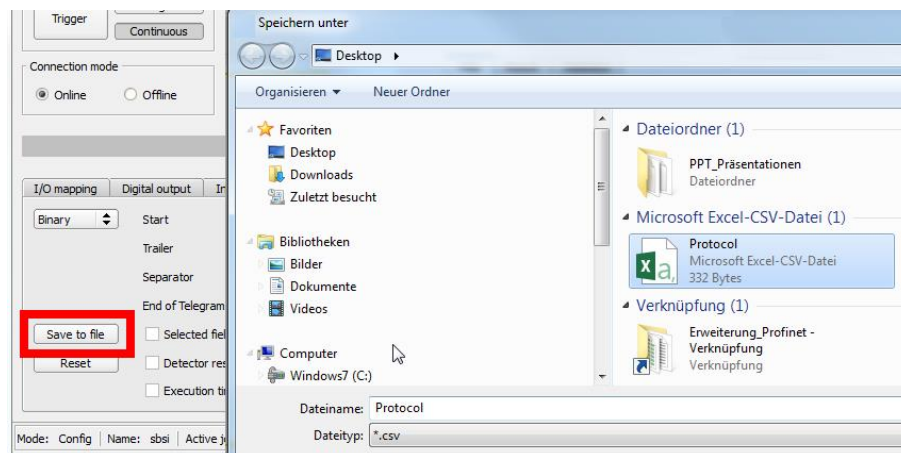 Trigger
Continuous
Connection mode
Online
Offline
I/O mapping
Digital output
Binary
Start
Trailer
Separator
End of Telegram
Save to file
Selected
Reset
Detector
Execution
Mode: Config
Name: sbsi
Active
Speichern unter
Desktop
Organisieren
Neuer Ordner
Favoriten
Desktop
Downloads
Zuletzt besucht
Bibliotheken
Bilder
Dokumente
Videos
Computer
Windows7 (C:)
Dateiordner (1)
PPT_Präsentationen
Dateiordner
Microsoft Excel-CSV-Datei (1)
Protocol
Microsoft Excel-CSV-Datei
332 Bytes
Verknüpfung (1)
Erweiterung_Profinet -
Verknüpfung
Verknüpfung
Dateiname: Protocol
Dateityp: *.csv